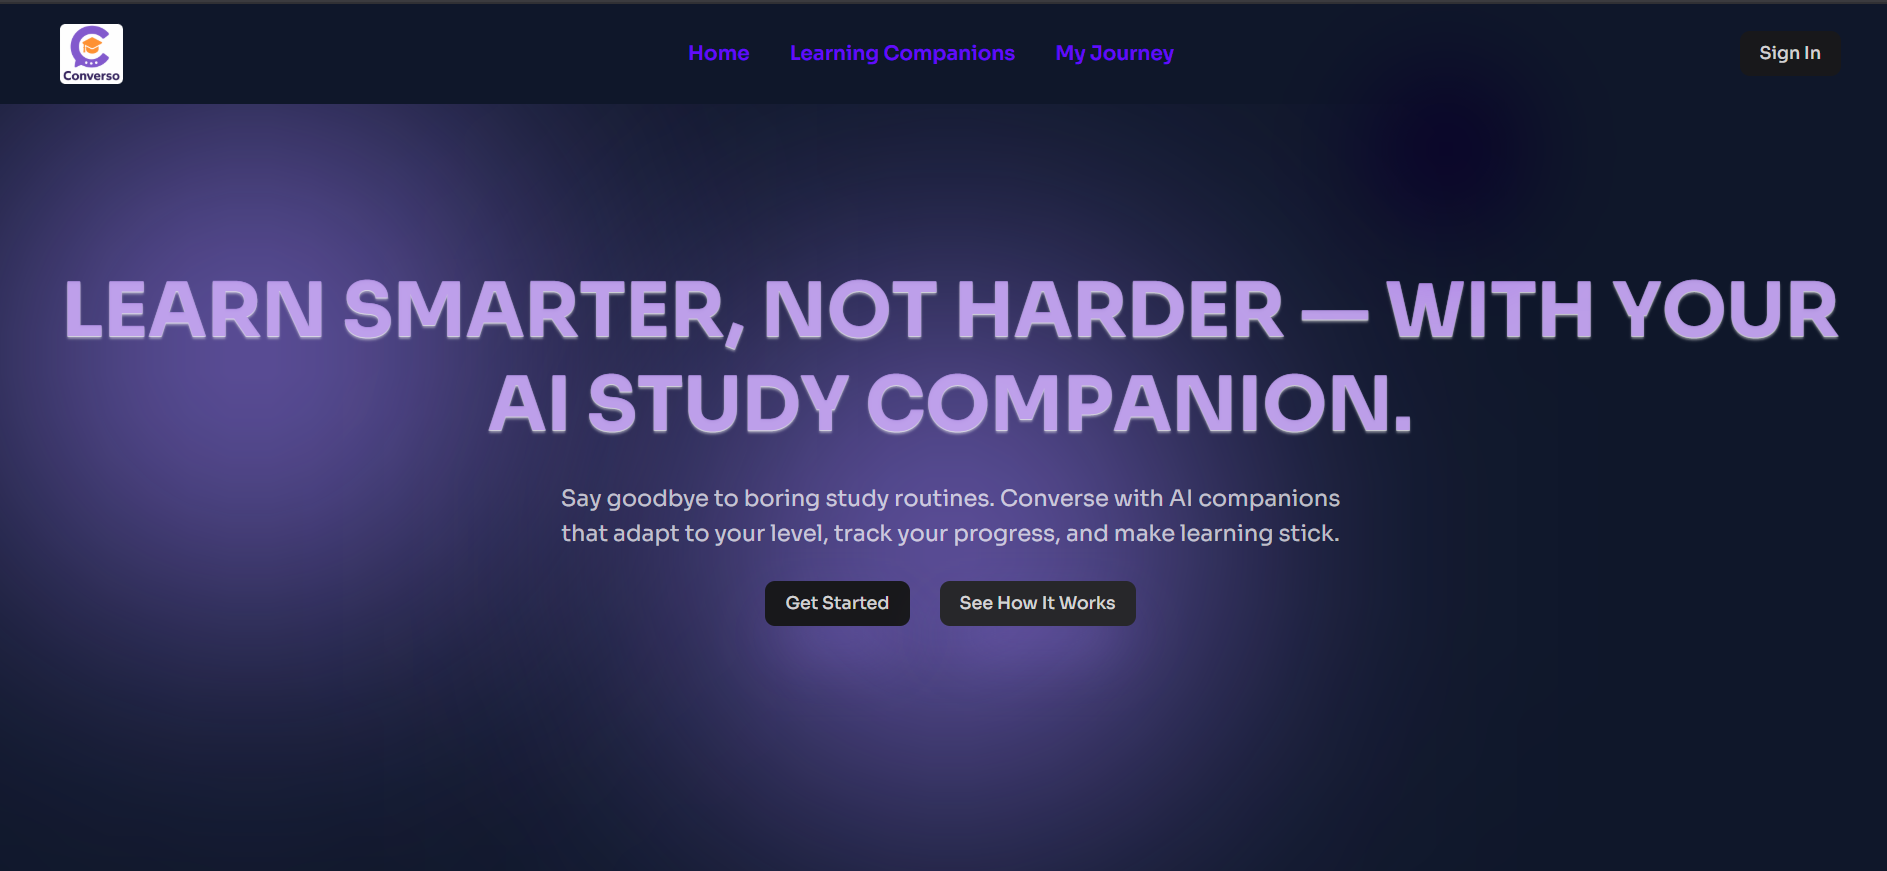 Converso
Home
Learning Companions
My Journey
Sign In
LEARN SMARTER, NOT HARDER — WITH YOUR
AI STUDY COMPANION.
Say goodbye to boring study routines. Converse with AI companions
that adapt to your level, track your progress, and make learning stick.
Get Started
See How It Works